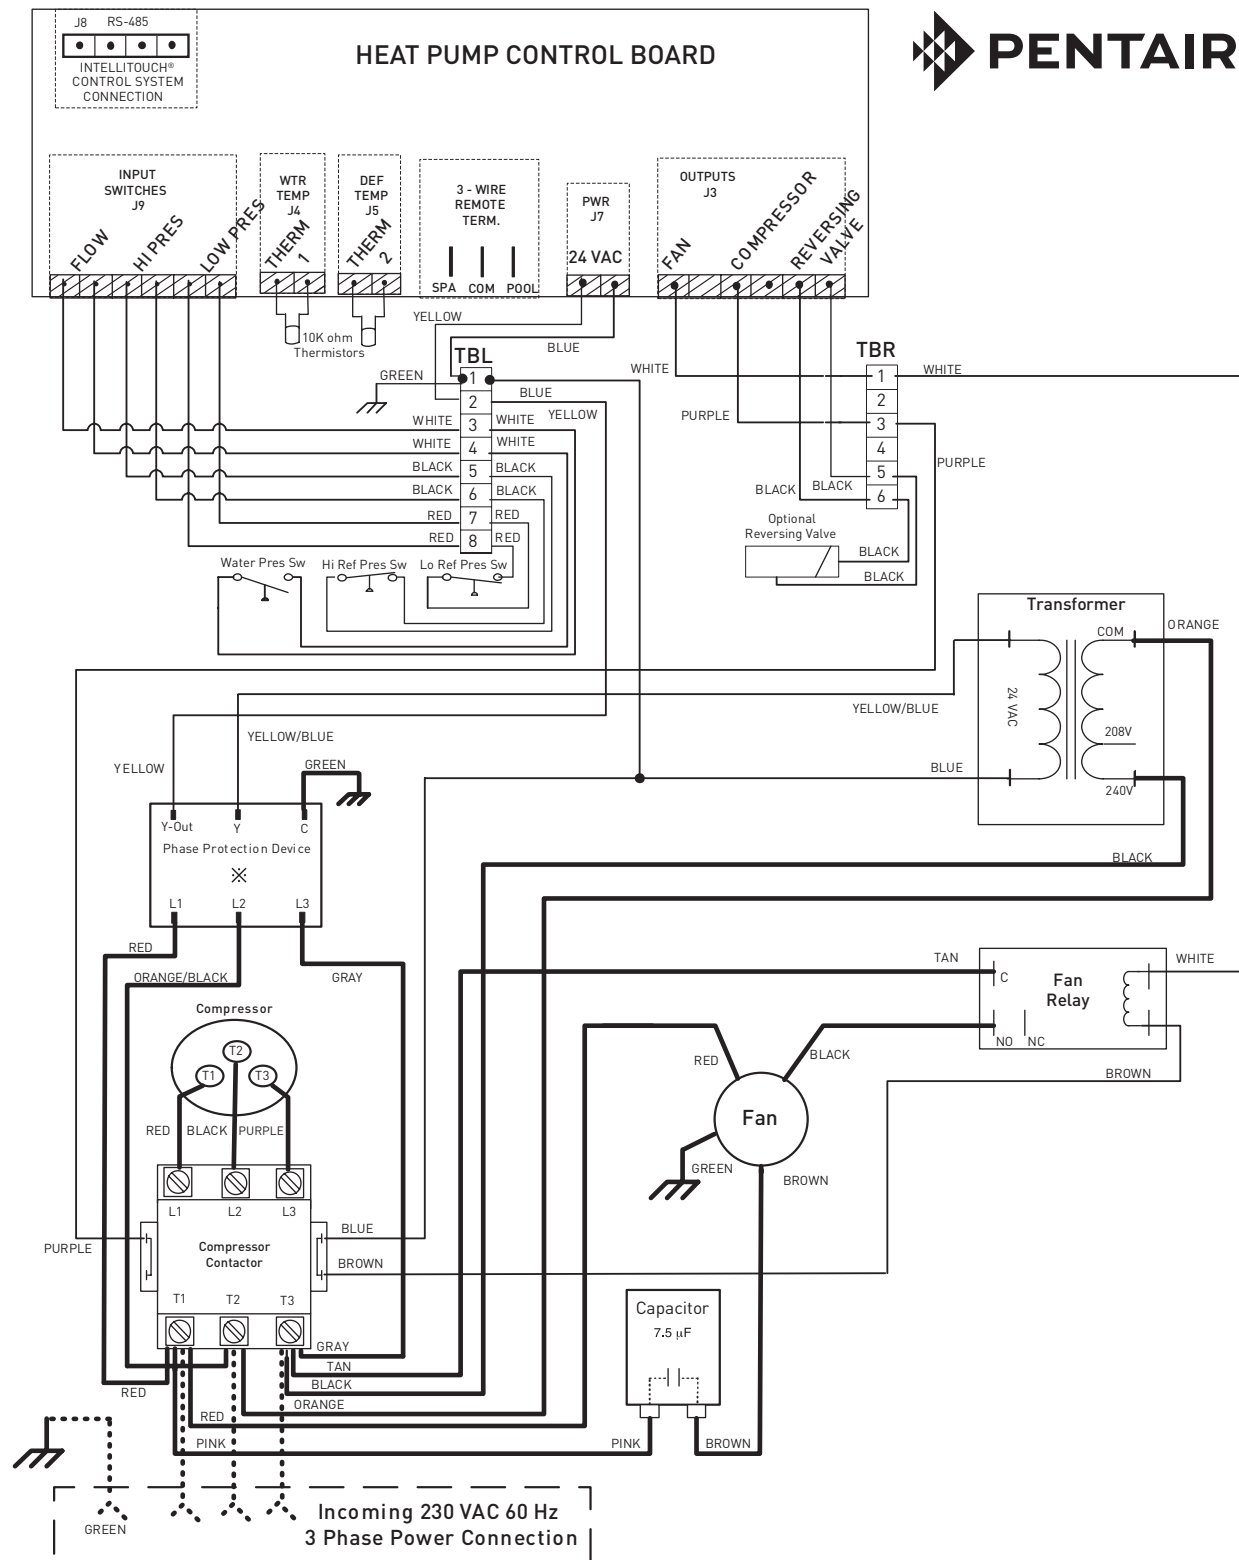 J8 RS-485
INTELLITOUCH®
CONTROL SYSTEM
CONNECTION
HEAT PUMP CONTROL BOARD
PENTAIR
INPUT
SWITCHES
J9
WTR
TEMP
J4
DEF
TEMP
J5
3 - WIRE
REMOTE
TERM.
PWR
J7
OUTPUTS
J3
FLOW
HI PRES
LOW PRES
THERM
1
THERM
2
SPA COM POOL
24 VAC
FAN
COMPRESSOR
REVERSING
VALVE
10K ohm
Thermistors
YELLOW
BLUE
TBL
GREEN
1
2
3
4
5
6
7
8
BLUE
YELLOW
WHITE WHITE
WHITE WHITE
BLACK BLACK
BLACK BLACK
RED RED
RED RED
TBR
WHITE
WHITE
1
2
3
4
5
6
PURPLE
PURPLE
BLACK
BLACK
Optional
Reversing Valve
BLACK
BLACK
Water Pres Sw
Hi Ref Pres Sw
Lo Ref Pres Sw
Transformer
COM
ORANGE
24 VAC
208V
240V
YELLOW/BLUE
YELLOW/BLUE
YELLOW
GREEN
BLUE
BLACK
Y-Out Y C
Phase Protection Device
※
L1 L2 L3
RED
ORANGE/BLACK
GRAY
TAN
C
Fan
Relay
NO NC
WHITE
BROWN
Compressor
T1
T2
T3
RED BLACK PURPLE
RED
BLACK
Fan
GREEN
BROWN
L1 L2 L3
Compressor
Contactor
T1 T2 T3
PURPLE
BLUE
BROWN
Capacitor
7.5 µF
GRAY
TAN
BLACK
RED
ORANGE
RED
PINK
PINK
BROWN
GREEN
Incoming 230 VAC 60 Hz
3 Phase Power Connection